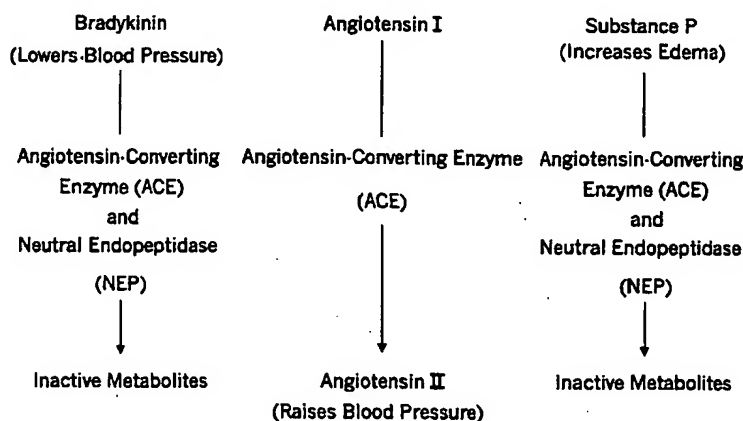 Bradykinin
(Lowers Blood Pressure)
Angiotensin-Converting
Enzyme (ACE)
and
Neutral Endopeptidase
(NEP)
Inactive Metabolites
Angiotensin I
Angiotensin-Converting Enzyme
(ACE)
Angiotensin II
(Raises Blood Pressure)
Substance P
(Increases Edema)
Angiotensin-Converting
Enzyme (ACE)
and
Neutral Endopeptidase
(NEP)
Inactive Metabolites